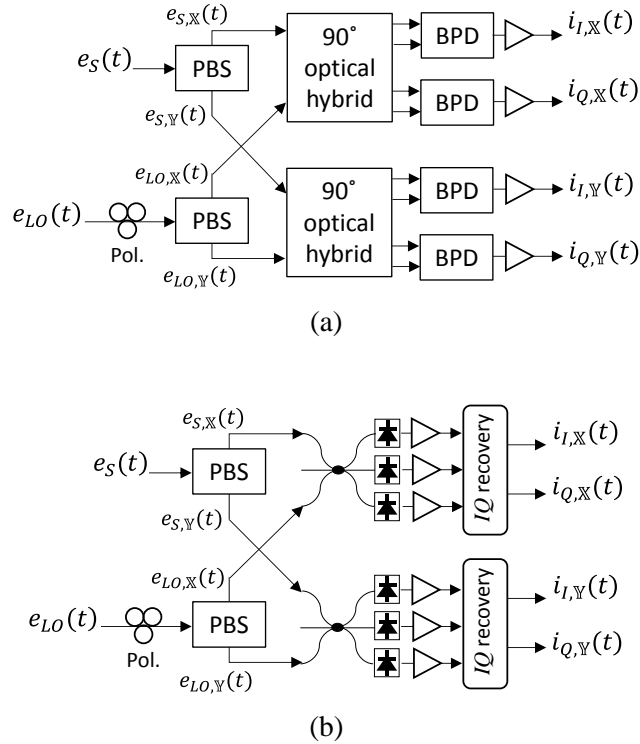 e_{S,𝕏}(t)
e_S(t)
PBS
90° optical hybrid
BPD
i_{I,𝕏}(t)
BPD
i_{Q,𝕏}(t)
e_{S,𝕐}(t)
e_{LO,𝕏}(t)
e_{LO}(t)
Pol.
PBS
e_{LO,𝕐}(t)
90° optical hybrid
BPD
i_{I,𝕐}(t)
BPD
i_{Q,𝕐}(t)
(a)
e_{S,𝕏}(t)
e_S(t)
PBS
IQ recovery
i_{I,𝕏}(t)
i_{Q,𝕏}(t)
e_{S,𝕐}(t)
e_{LO,𝕏}(t)
e_{LO}(t)
Pol.
PBS
e_{LO,𝕐}(t)
IQ recovery
i_{I,𝕐}(t)
i_{Q,𝕐}(t)
(b)